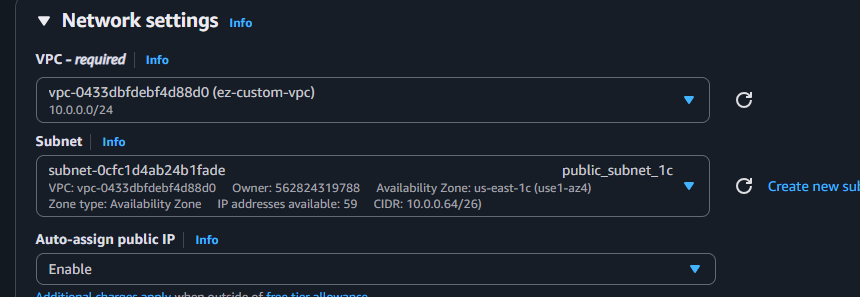 Network settings Info
VPC - required Info
vpc-0433dbfdebf4d88d0 (ez-custom-vpc)
10.0.0.0/24
Subnet Info
subnet-0cfc1d4ab24b1fade public_subnet_1c
VPC: vpc-0433dbfdebf4d88d0 Owner: 562824319788 Availability Zone: us-east-1c (use1-az4)
Zone type: Availability Zone IP addresses available: 59 CIDR: 10.0.0.64/26)
Create new sub
Auto-assign public IP Info
Enable
Additional charges apply when outside of free tier allowance